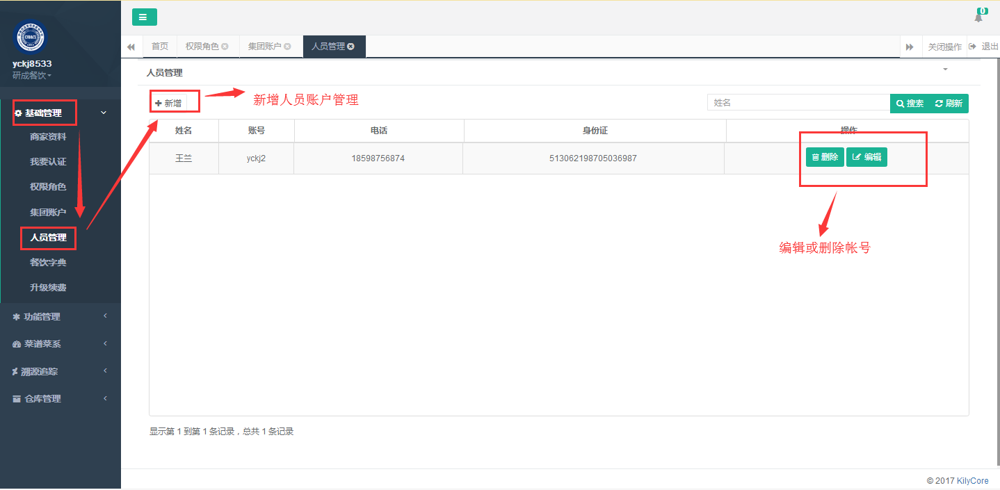 0
yckj8533
研成餐饮
首页
权限角色
集团账户
人员管理
关闭操作
退出
人员管理
新增
新增人员账户管理
姓名
搜索
刷新
基础管理
商家资料
我要认证
权限角色
集团账户
人员管理
餐饮字典
升级续费
功能管理
菜谱菜系
溯源追踪
仓库管理
姓名 账号 电话 身份证 操作
王兰 yckj2 18598756874 513062198705036987 删除 编辑
编辑或删除帐号
显示第 1 到第 1 条记录，总共 1 条记录
© 2017 KilyCore